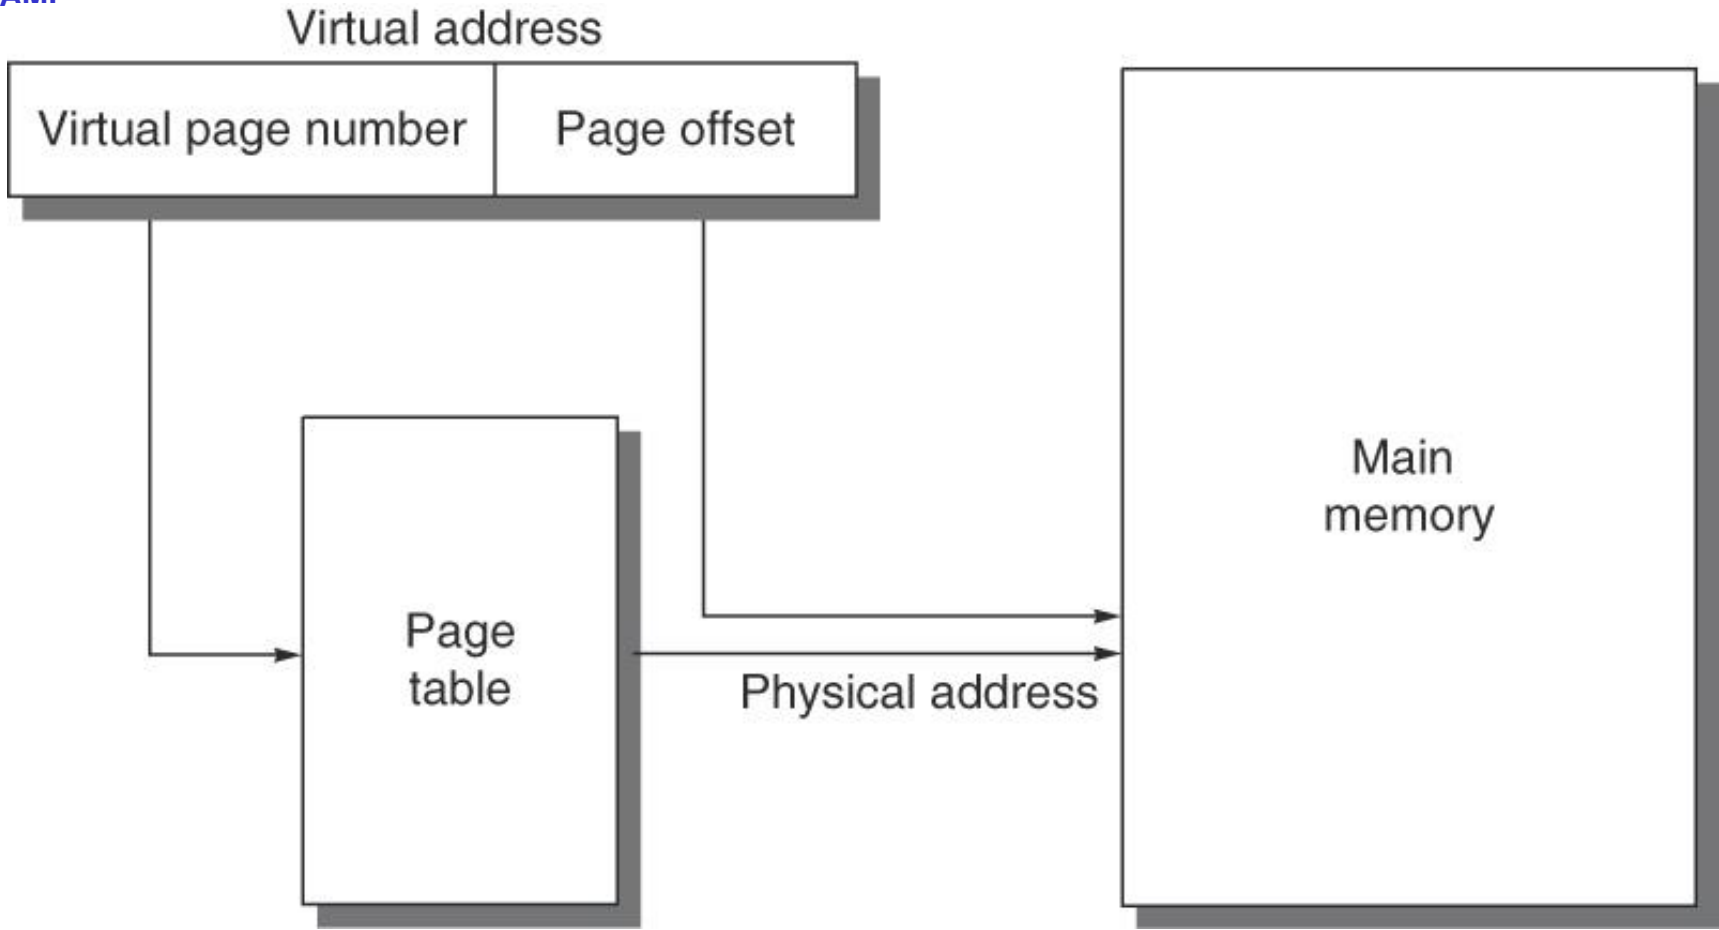 Virtual address
Virtual page number
Page offset
Page
table
Physical address
Main
memory